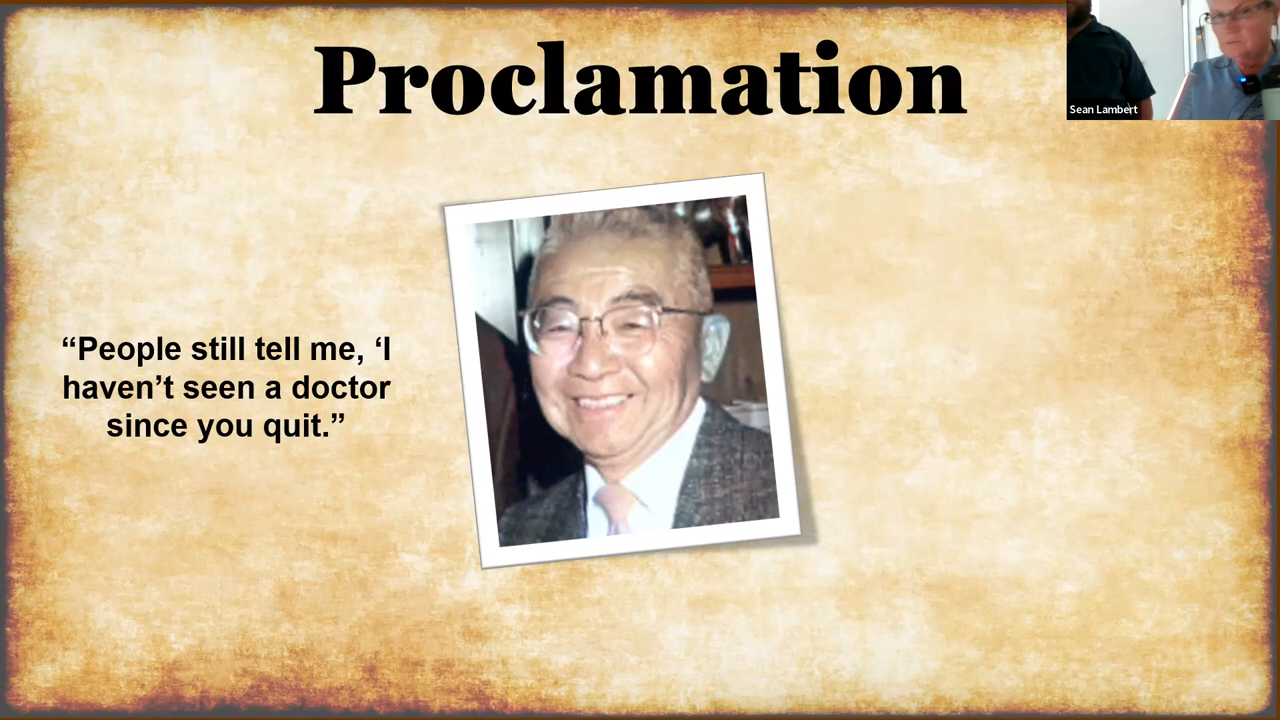 Proclamation
Sean Lambert
“People still tell me, ‘I
haven’t seen a doctor
since you quit.”